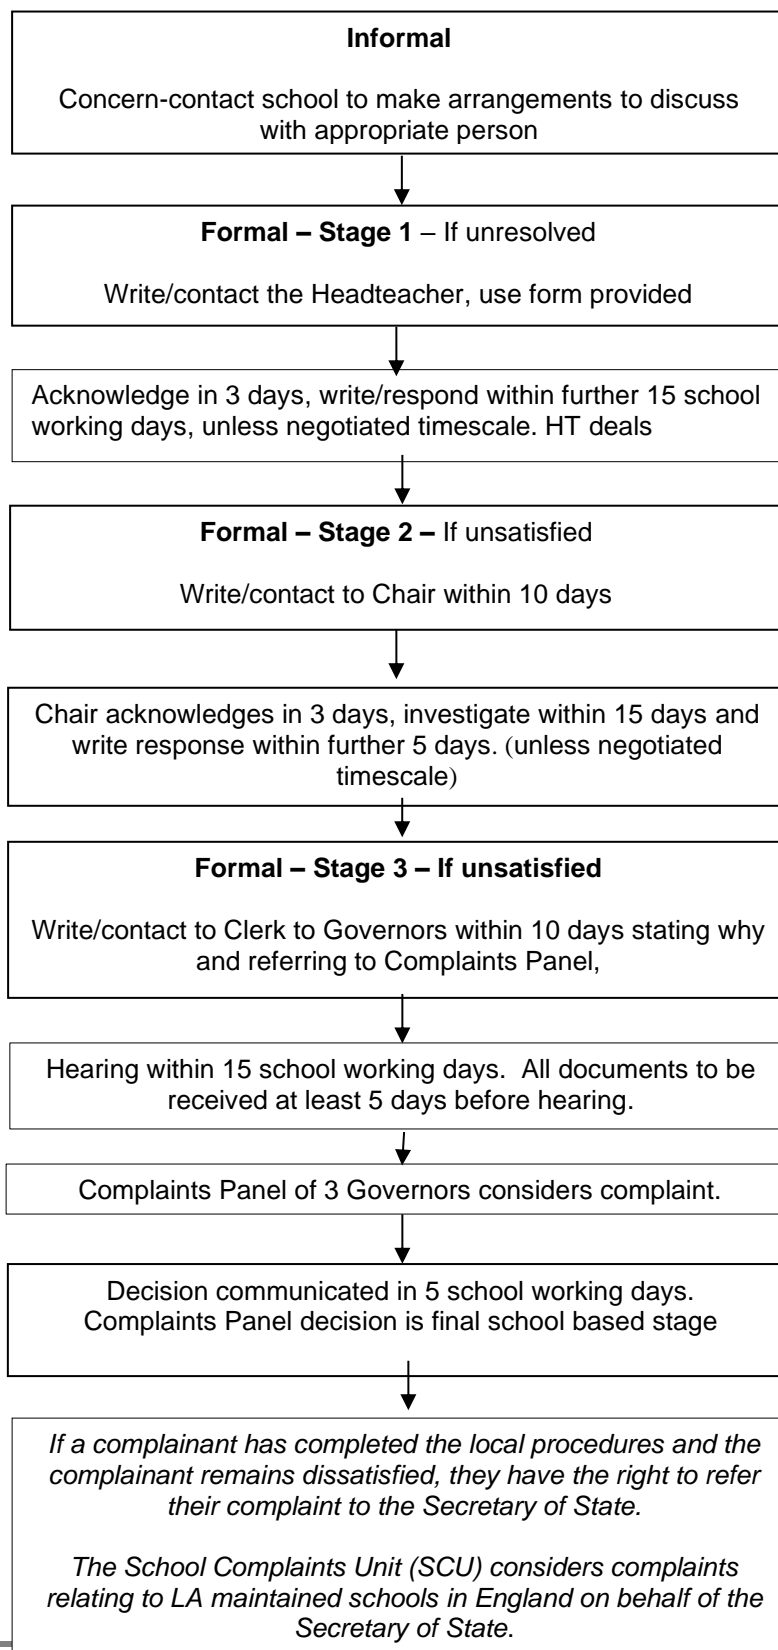 Informal
Concern-contact school to make arrangements to discuss
with appropriate person
Formal – Stage 1 – If unresolved
Write/contact the Headteacher, use form provided
Acknowledge in 3 days, write/respond within further 15 school
working days, unless negotiated timescale. HT deals
Formal – Stage 2 – If unsatisfied
Write/contact to Chair within 10 days
Chair acknowledges in 3 days, investigate within 15 days and
write response within further 5 days. (unless negotiated
timescale)
Formal – Stage 3 – If unsatisfied
Write/contact to Clerk to Governors within 10 days stating why
and referring to Complaints Panel,
Hearing within 15 school working days.  All documents to be
received at least 5 days before hearing.
Complaints Panel of 3 Governors considers complaint.
Decision communicated in 5 school working days.
Complaints Panel decision is final school based stage
If a complainant has completed the local procedures and the
complainant remains dissatisfied, they have the right to refer
their complaint to the Secretary of State.
The School Complaints Unit (SCU) considers complaints
relating to LA maintained schools in England on behalf of the
Secretary of State.